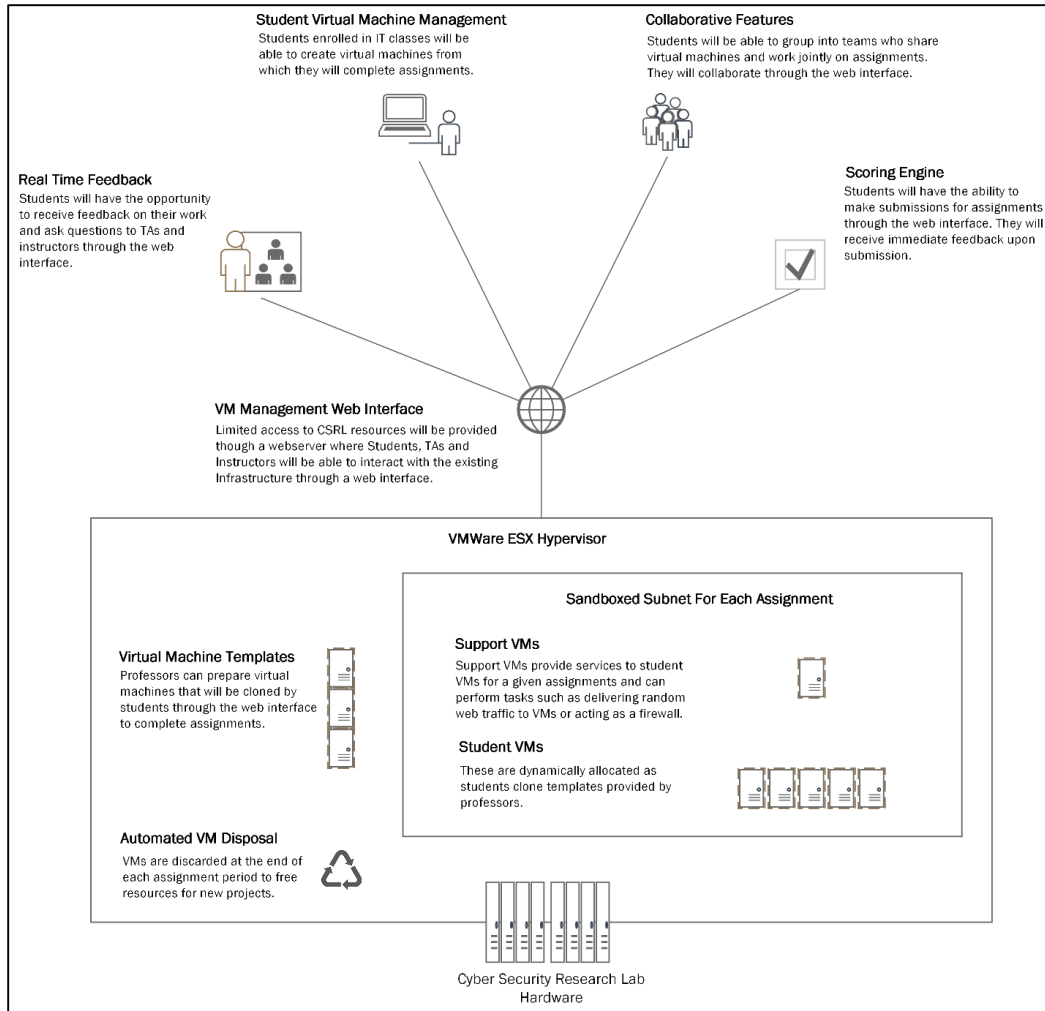 Student Virtual Machine Management
Students enrolled in IT classes will be
able to create virtual machines from
which they will complete assignments.
Collaborative Features
Students will be able to group into teams who share
virtual machines and work jointly on assignments.
They will collaborate through the web interface.
Real Time Feedback
Students will have the opportunity
to receive feedback on their work
and ask questions to TAs and
instructors through the web
interface.
Scoring Engine
Students will have the ability to
make submissions for assignments
through the web interface. They will
receive immediate feedback upon
submission.
VM Management Web Interface
Limited access to CSRL resources will be provided
though a webserver where Students, TAs and
Instructors will be able to interact with the existing
Infrastructure through a web interface.
VMWare ESX Hypervisor
Sandboxed Subnet For Each Assignment
Virtual Machine Templates
Professors can prepare virtual
machines that will be cloned by
students through the web interface
to complete assignments.
Support VMs
Support VMs provide services to student
VMs for a given assignments and can
perform tasks such as delivering random
web traffic to VMs or acting as a firewall.
Student VMs
These are dynamically allocated as
students clone templates provided by
professors.
Automated VM Disposal
VMs are discarded at the end of
each assignment period to free
resources for new projects.
Cyber Security Research Lab
Hardware